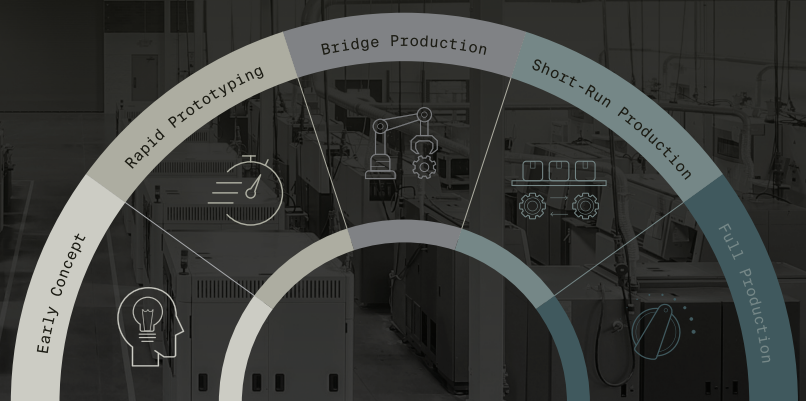 Early Concept
Rapid Prototyping
Bridge Production
Short-Run Production
Full Production